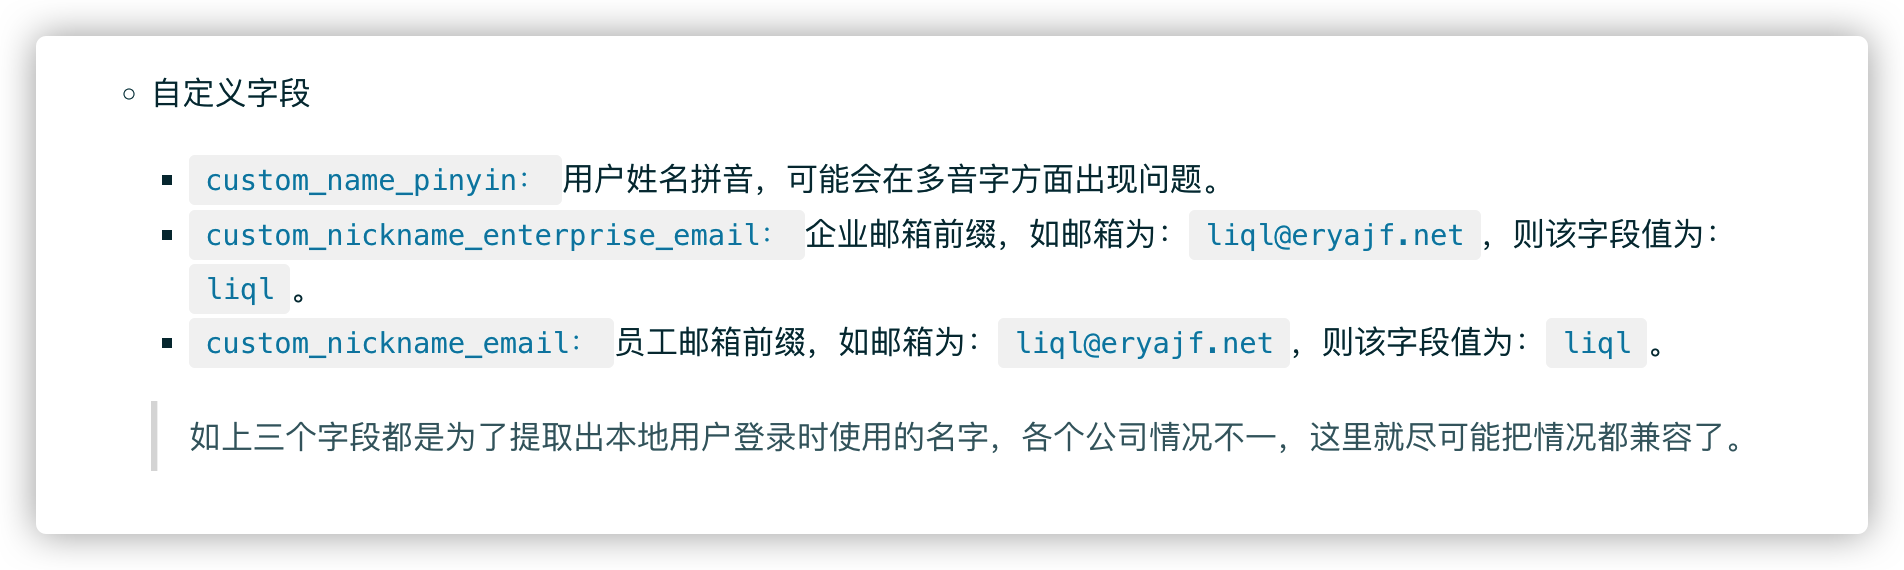 自定义字段
custom_name_pinyin： 用户姓名拼音，可能会在多音字方面出现问题。
custom_nickname_enterprise_email： 企业邮箱前缀，如邮箱为： liql@eryajf.net ，则该字段值为：
liql 。
custom_nickname_email： 员工邮箱前缀，如邮箱为： liql@eryajf.net ，则该字段值为： liql 。
如上三个字段都是为了提取出本地用户登录时使用的名字，各个公司情况不一，这里就尽可能把情况都兼容了。